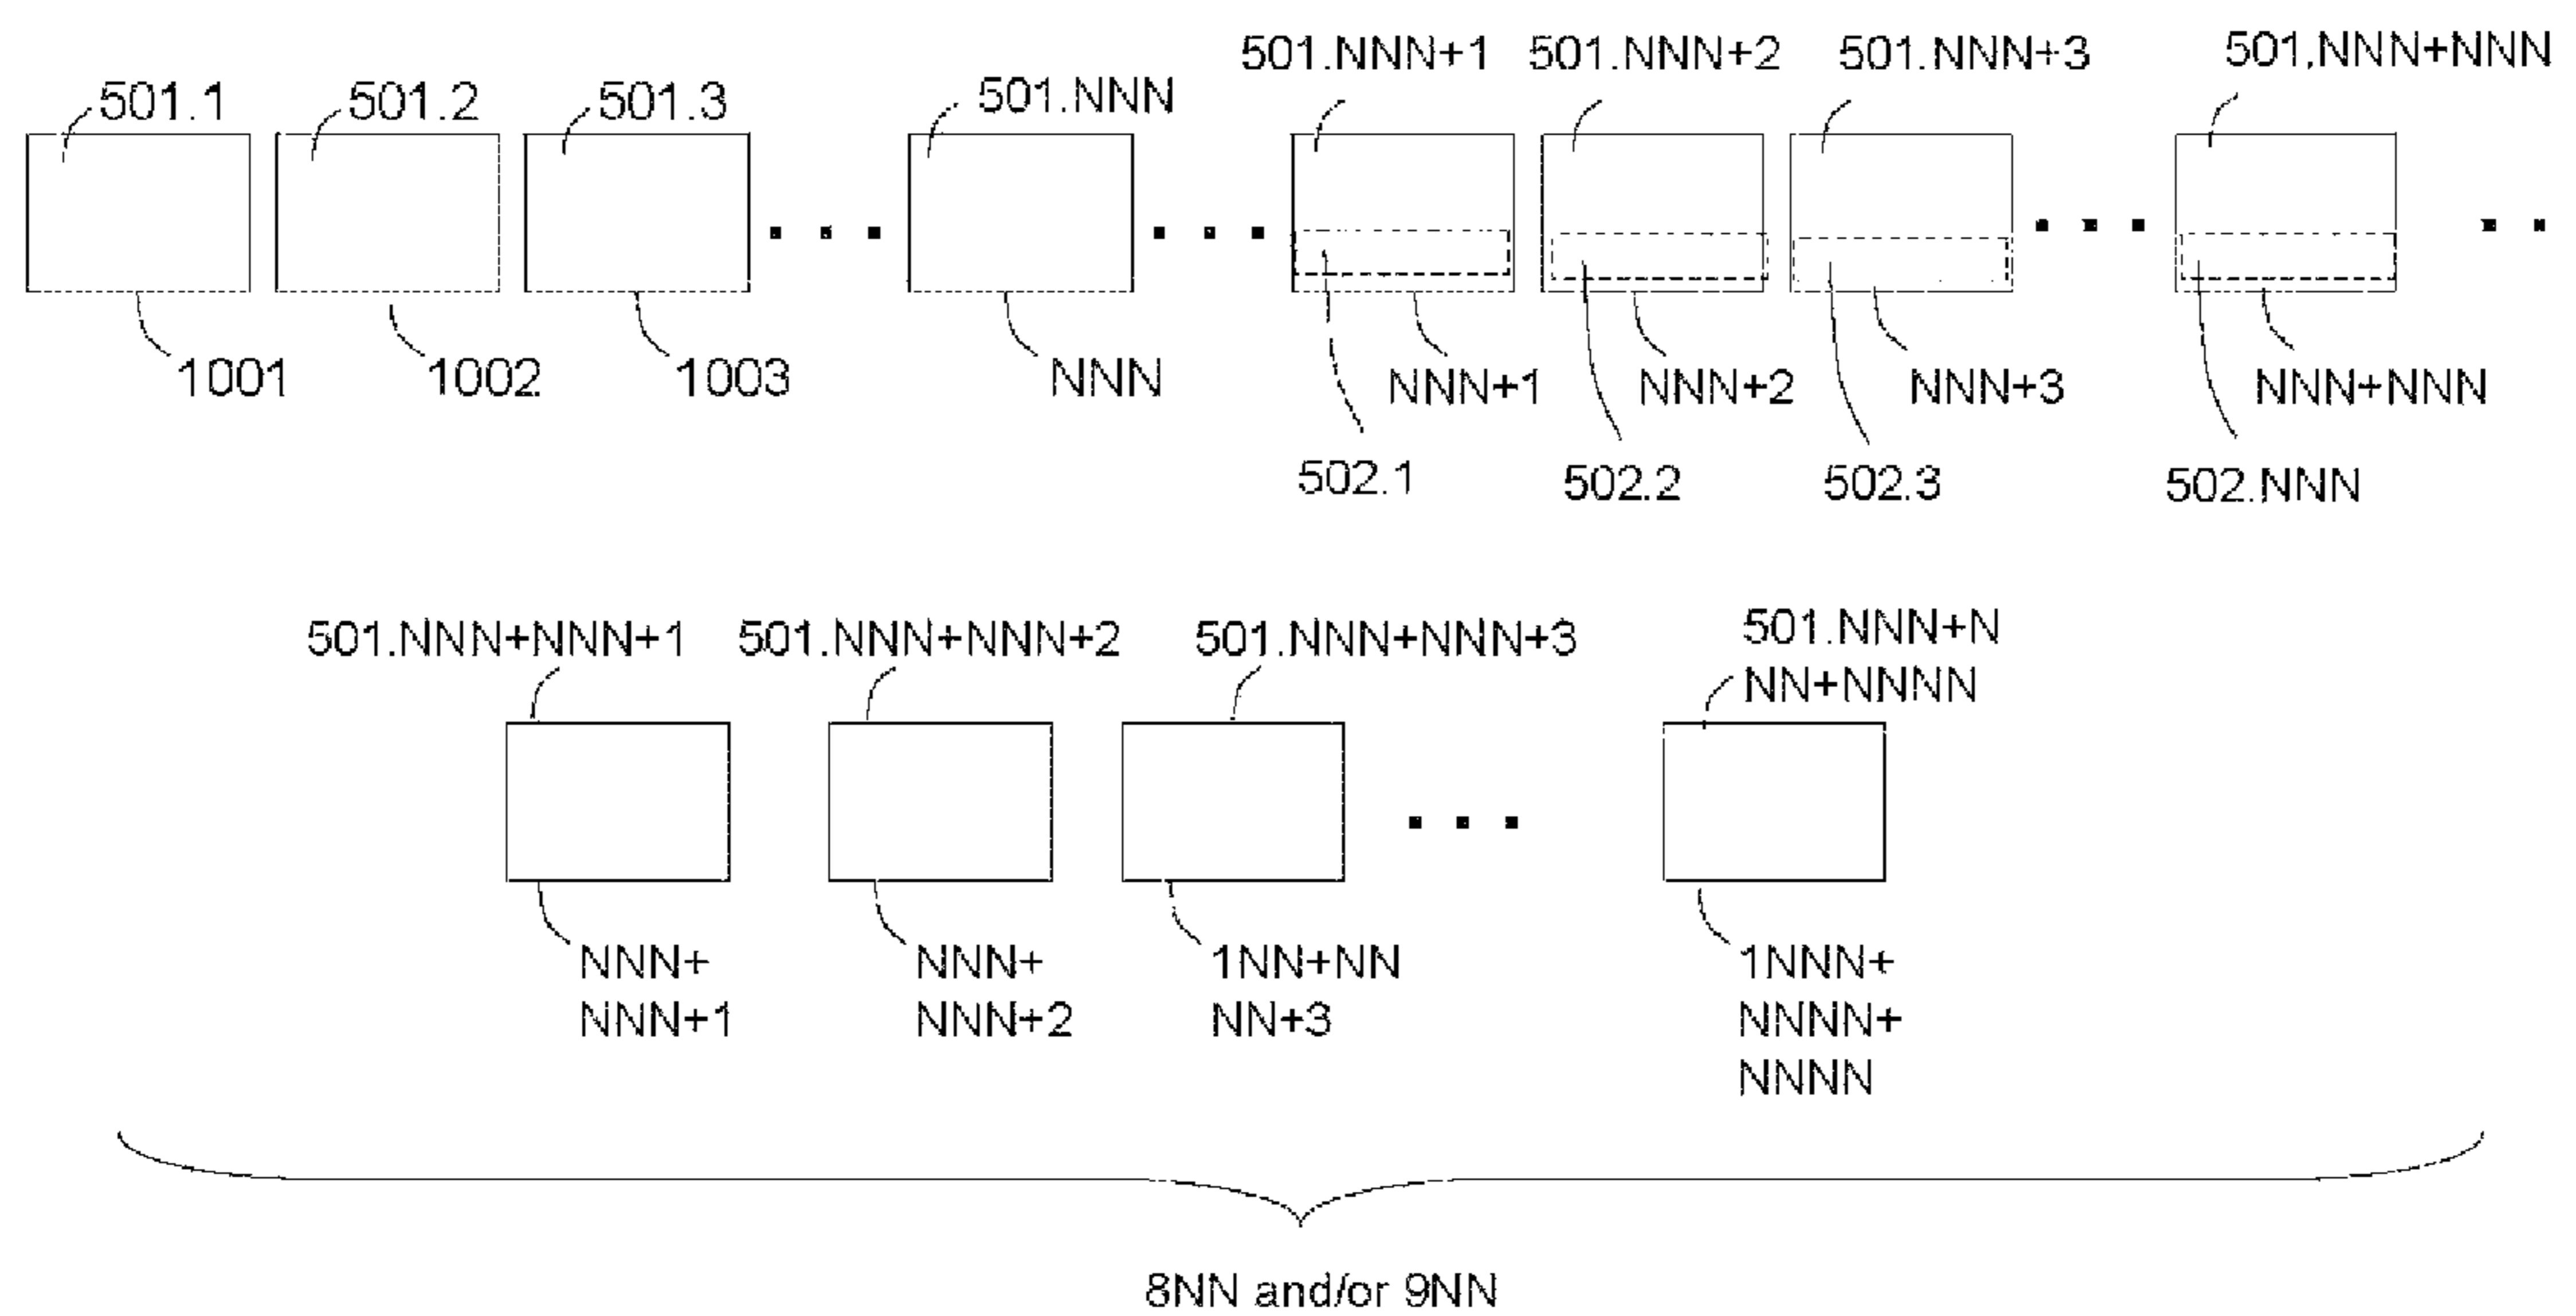 501.1
501.2
501.3
501.NNN
501.NNN+1
501.NNN+2
501.NNN+3
501,NNN+NNN
1001
1002
1003
NNN
NNN+1
NNN+2
NNN+3
NNN+NNN
502.1
502.2
502.3
502.NNN
501.NNN+NNN+1
501.NNN+NNN+2
501.NNN+NNN+3
501.NNN+N
NN+NNNN
NNN+
NNN+1
NNN+
NNN+2
1NN+NN
NN+3
1NNN+
NNNN+
NNNN
8NN and/or 9NN